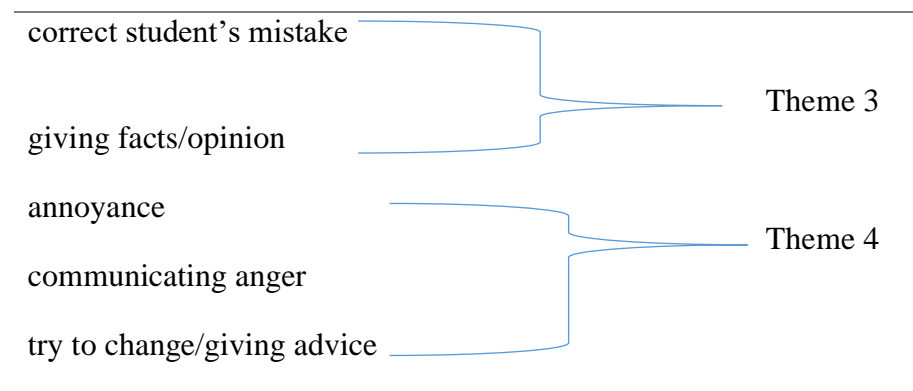 correct student’s mistake
Theme 3
giving facts/opinion
annoyance
Theme 4
communicating anger
try to change/giving advice